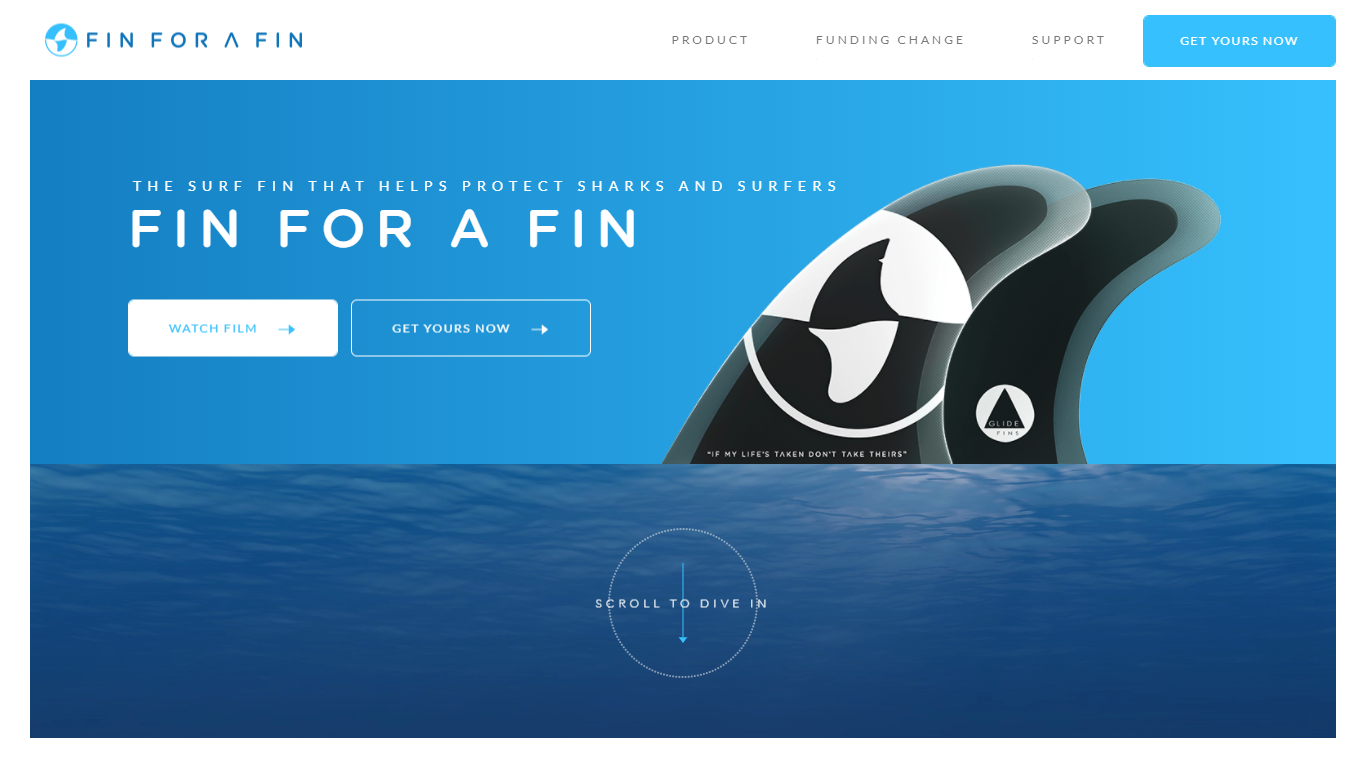 FIN FOR A FIN
PRODUCT
FUNDING CHANGE
SUPPORT
GET YOURS NOW
THE SURF FIN THAT HELPS PROTECT SHARKS AND SURFERS
FIN FOR A FIN
WATCH FILM
GET YOURS NOW
GLIDE
FINS
"IF MY LIFE'S TAKEN DON'T TAKE THEIRS"
SCROLL TO DIVE IN